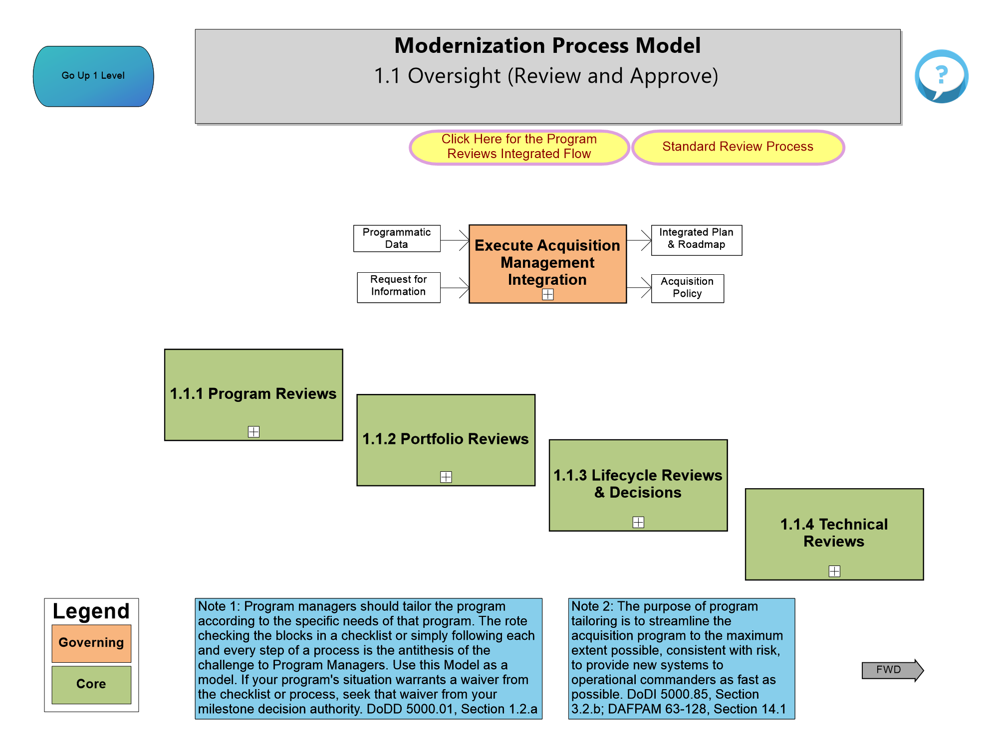 Modernization Process Model
Go Up 1 Level
1.1 Oversight (Review and Approve)
?
Click Here for the Program
Reviews Integrated Flow
Standard Review Process
Programmatic
Data
Request for
Information
Execute Acquisition
Management
Integration
Integrated Plan
& Roadmap
Acquisition
Policy
1.1.1 Program Reviews
1.1.2 Portfolio Reviews
1.1.3 Lifecycle Reviews
& Decisions
1.1.4 Technical
Reviews
Legend
Governing
Core
Note 1: Program managers should tailor the program
according to the specific needs of that program. The rote
checking the blocks in a checklist or simply following each
and every step of a process is the antithesis of the
challenge to Program Managers. Use this Model as a
model. If your program's situation warrants a waiver from
the checklist or process, seek that waiver from your
milestone decision authority. DoDD 5000.01, Section 1.2.a
Note 2: The purpose of program
tailoring is to streamline the
acquisition program to the maximum
extent possible, consistent with risk,
to provide new systems to
operational commanders as fast as
possible. DoDI 5000.85, Section
3.2.b; DAFPAM 63-128, Section 14.1
FWD